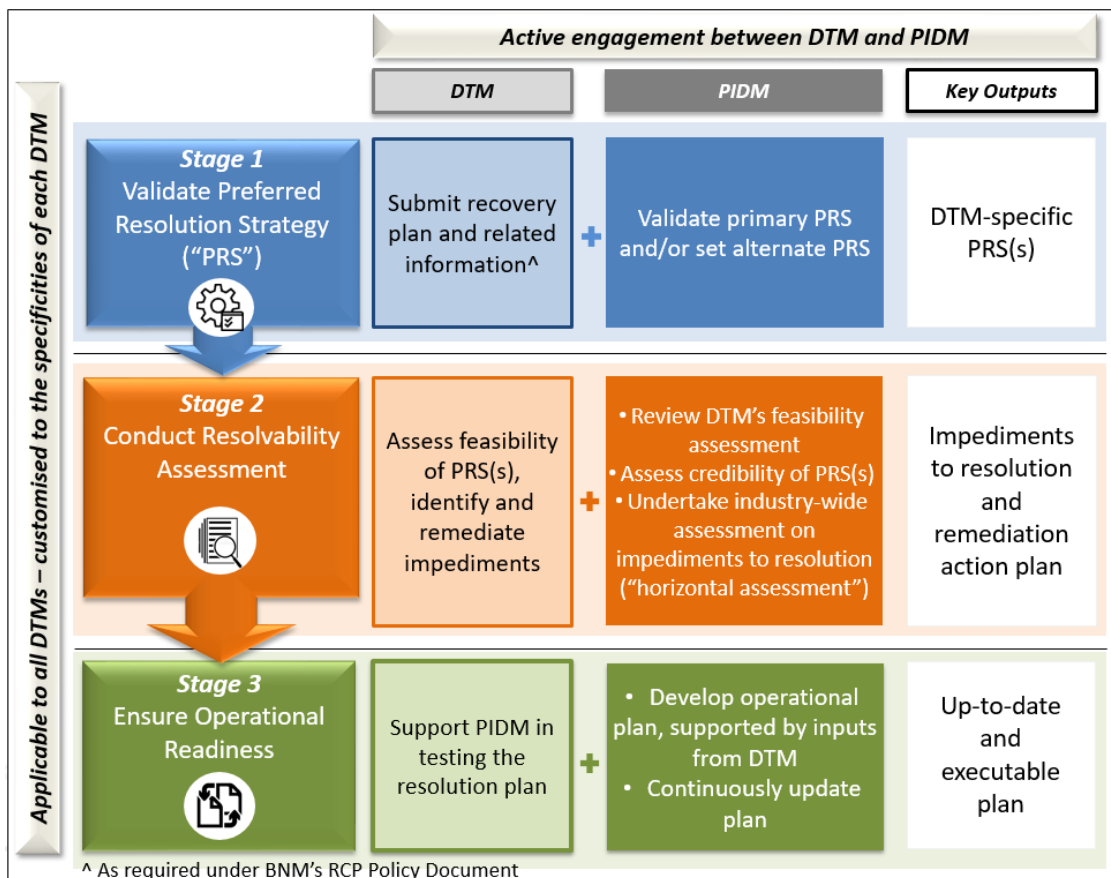 Active engagement between DTM and PIDM
DTM
PIDM
Key Outputs
Applicable to all DTMs – customised to the specificities of each DTM
Stage 1
Validate Preferred
Resolution Strategy
(“PRS”)
Submit recovery
plan and related
information^
+
Validate primary PRS
and/or set alternate PRS
DTM-specific
PRS(s)
Stage 2
Conduct Resolvability
Assessment
Assess feasibility
of PRS(s),
identify and
remediate
impediments
+
• Review DTM’s feasibility
assessment
• Assess credibility of PRS(s)
• Undertake industry-wide
assessment on
impediments to resolution
(“horizontal assessment”)
Impediments
to resolution
and
remediation
action plan
Stage 3
Ensure Operational
Readiness
Support PIDM in
testing the
resolution plan
+
• Develop operational
plan, supported by inputs
from DTM
• Continuously update
plan
Up-to-date
and
executable
plan
^ As required under BNM’s RCP Policy Document